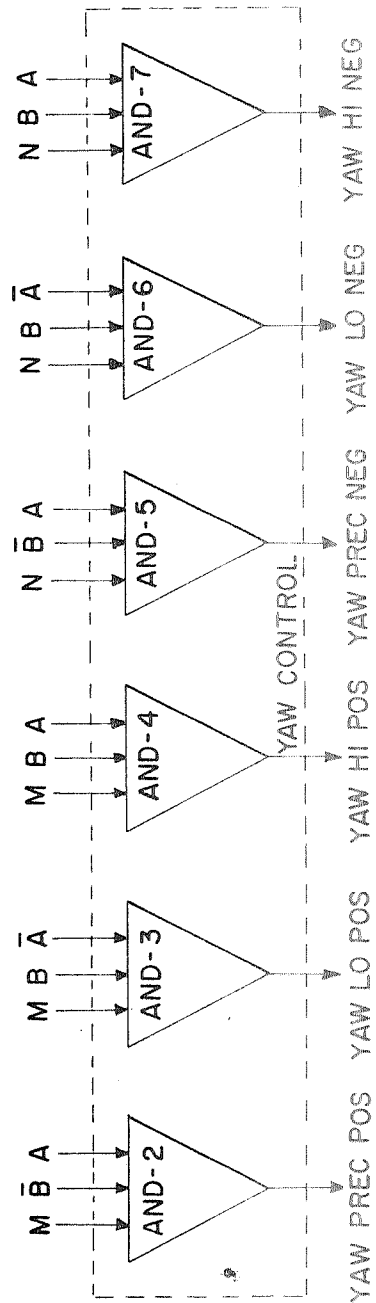 M B̅ A
M B A̅
M B A
N B̅ A
N B A̅
N B A
AND-2
AND-3
AND-4
AND-5
AND-6
AND-7
YAW CONTROL
YAW PREC POS
YAW LO POS
YAW HI POS
YAW PREC NEG
YAW LO NEG
YAW HI NEG